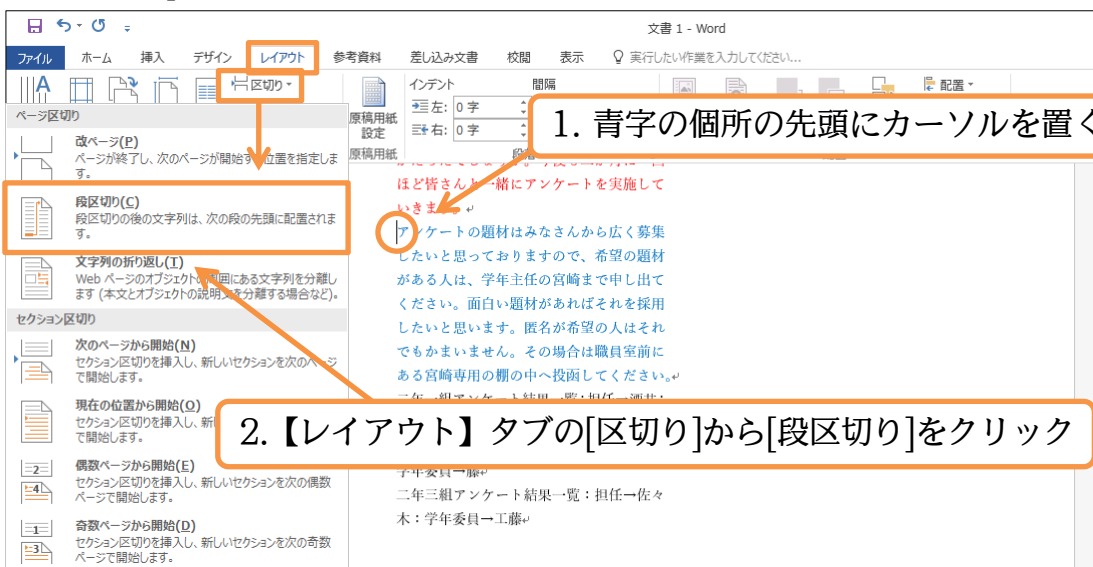 文書 1 - Word
ファイル ホーム 挿入 デザイン レイアウト 参考資料 差し込み文書 校閲 表示 実行したい作業を入力してください...
区切り
原稿用紙
設定
原稿用紙
インデント 間隔
左: 0 字
右: 0 字
配置
1. 青字の個所の先頭にカーソルを置く
ページ区切り
改ページ(P)
ページが終了し、次のページが開始する位置を指定しま
す。
段区切り(C)
段区切りの後の文字列は、次の段の先頭に配置されま
す。
文字列の折り返し(T)
Web ページのオブジェクトの周囲にある文字列を分離し
ます (本文とオブジェクトの説明文を分離する場合など)。
セクション区切り
次のページから開始(N)
セクション区切りを挿入し、新しいセクションを次のページ
で開始します。
現在の位置から開始(O)
セクション区切りを挿入し、新し
で開始します。
偶数ページから開始(E)
セクション区切りを挿入し、新しいセクションを次の偶数
ページで開始します。
奇数ページから開始(D)
セクション区切りを挿入し、新しいセクションを次の奇数
ページで開始します。
ほど皆さんと一緒にアンケートを実施して
いきます。
アンケートの題材はみなさんから広く募集
したいと思っておりますので、希望の題材
がある人は、学年主任の宮崎まで申し出て
ください。面白い題材があればそれを採用
したいと思います。匿名が希望の人はそれ
でもかまいません。その場合は職員室前に
ある宮崎専用の棚の中へ投函してください。
二年一組アンケート結果一覧：担任→酒井：
2.【レイアウト】タブの[区切り]から[段区切り]をクリック
学年委員→藤
二年三組アンケート結果一覧：担任→佐々
木：学年委員→工藤